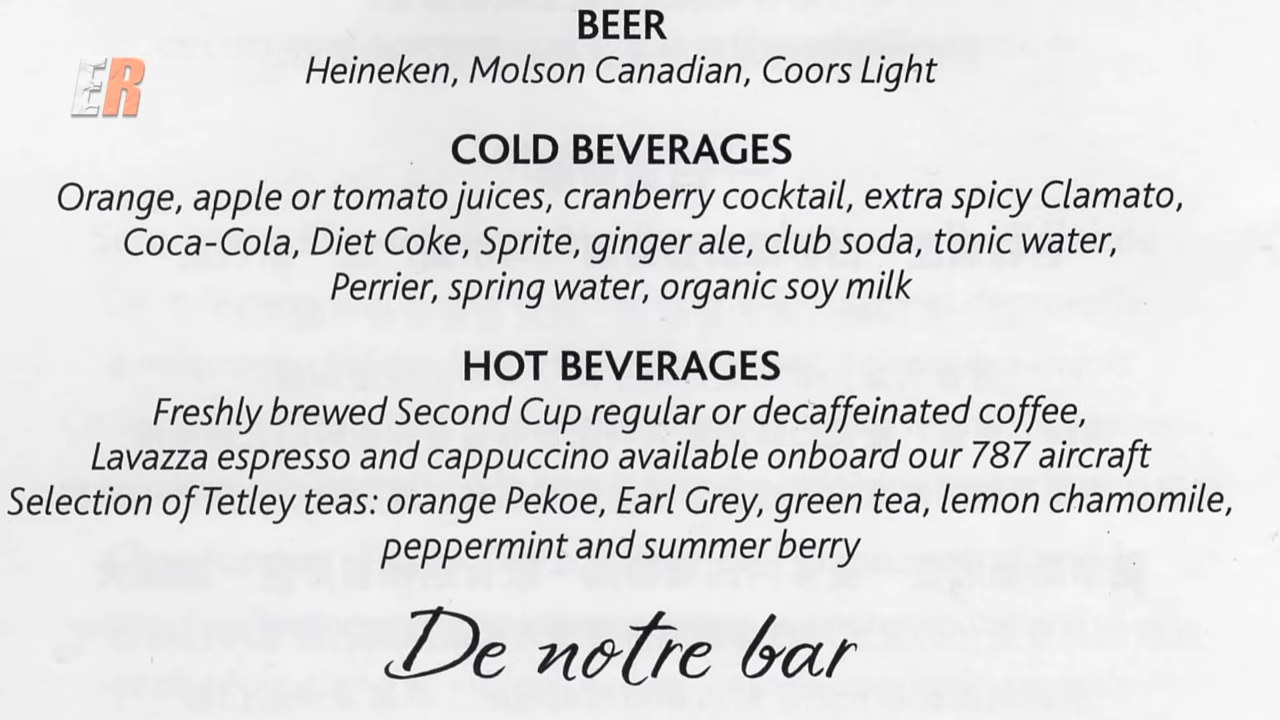 BEER
ER
Heineken, Molson Canadian, Coors Light
COLD BEVERAGES
Orange, apple or tomato juices, cranberry cocktail, extra spicy Clamato,
Coca-Cola, Diet Coke, Sprite, ginger ale, club soda, tonic water,
Perrier, spring water, organic soy milk
HOT BEVERAGES
Freshly brewed Second Cup regular or decaffeinated coffee,
Lavazza espresso and cappuccino available onboard our 787 aircraft
Selection of Tetley teas: orange Pekoe, Earl Grey, green tea, lemon chamomile,
peppermint and summer berry
De notre bar